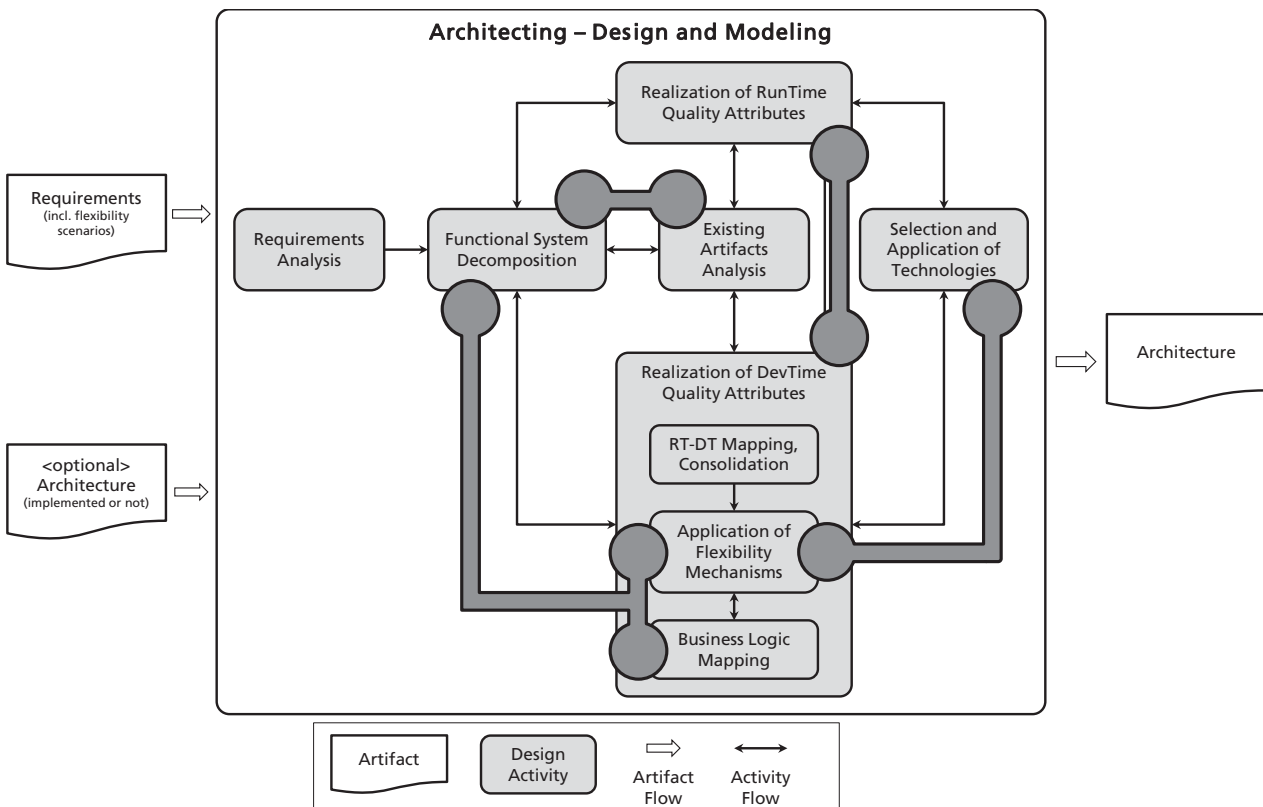 Architecting – Design and Modeling
Realization of RunTime
Quality Attributes
Requirements
(incl. flexibility
scenarios)
Requirements
Analysis
Functional System
Decomposition
Existing
Artifacts
Analysis
Selection and
Application of
Technologies
Architecture
Realization of DevTime
Quality Attributes
<optional>
Architecture
(implemented or not)
RT-DT Mapping,
Consolidation
Application of
Flexibility
Mechanisms
Business Logic
Mapping
Artifact
Design
Activity
Artifact
Flow
Activity
Flow